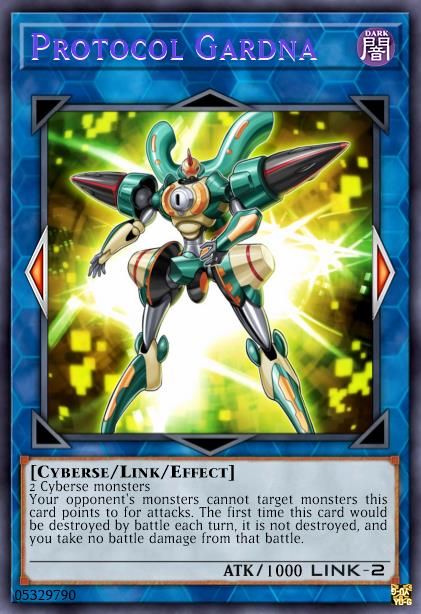 Protocol Gardna
DARK
闇
[Cyberse/Link/Effect]
2 Cyberse monsters
Your opponent's monsters cannot target monsters this
card points to for attacks. The first time this card would
be destroyed by battle each turn, it is not destroyed, and
you take no battle damage from that battle.
ATK/1000 LINK-2
05329790